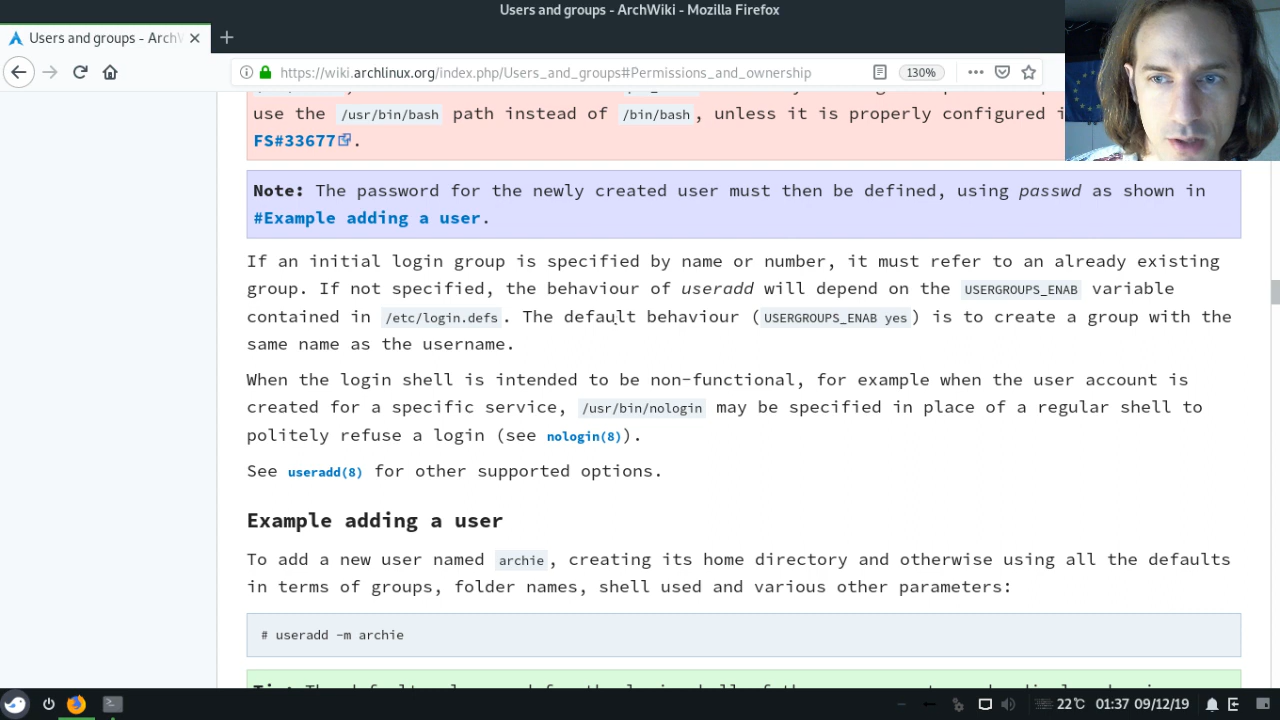 Users and groups - ArchWiki - Mozilla Firefox
Users and groups - ArchW
https://wiki.archlinux.org/index.php/Users_and_groups#Permissions_and_ownership
130%
use the /usr/bin/bash path instead of /bin/bash, unless it is properly configured i
FS#33677.
Note: The password for the newly created user must then be defined, using passwd as shown in
#Example adding a user.
If an initial login group is specified by name or number, it must refer to an already existing
group. If not specified, the behaviour of useradd will depend on the USERGROUPS_ENAB variable
contained in /etc/login.defs. The default behaviour (USERGROUPS_ENAB yes) is to create a group with the
same name as the username.
When the login shell is intended to be non-functional, for example when the user account is
created for a specific service, /usr/bin/nologin may be specified in place of a regular shell to
politely refuse a login (see nologin(8)).
See useradd(8) for other supported options.
Example adding a user
To add a new user named archie, creating its home directory and otherwise using all the defaults
in terms of groups, folder names, shell used and various other parameters:
# useradd -m archie
22°C 01:37 09/12/19